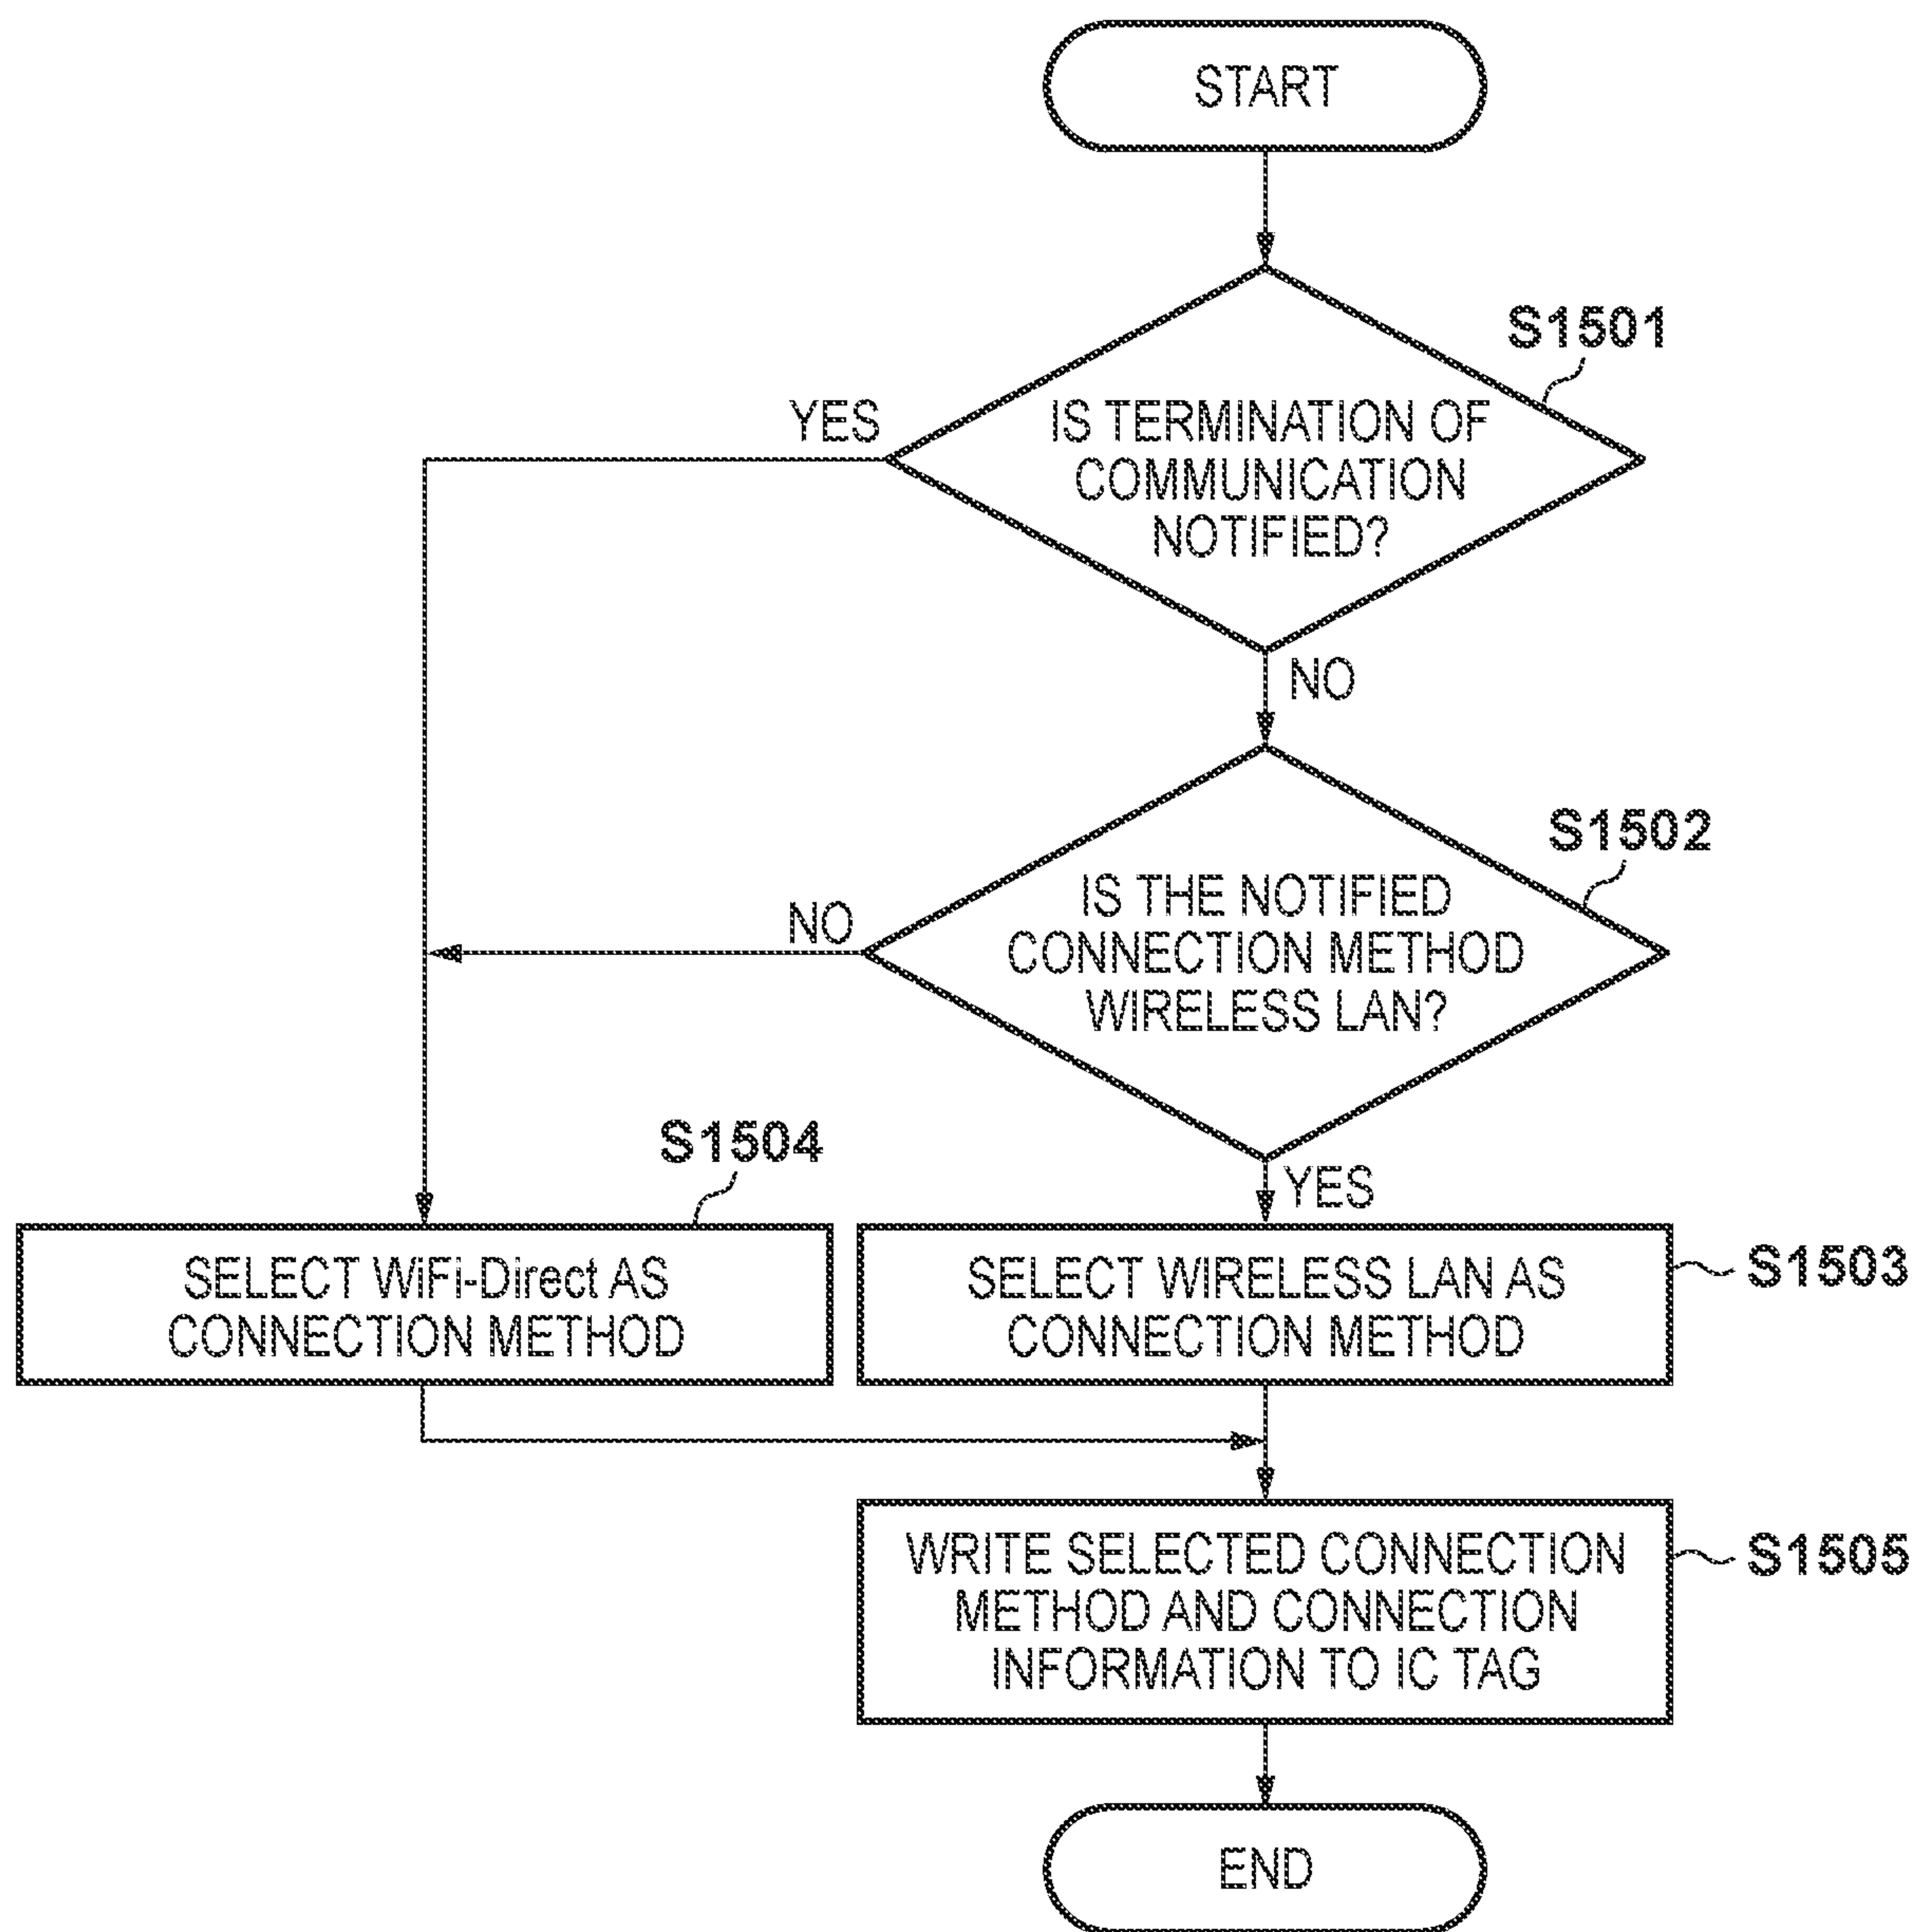 START
S1501
YES
IS TERMINATION OF
COMMUNICATION
NOTIFIED?
NO
S1502
NO
IS THE NOTIFIED
CONNECTION METHOD
WIRELESS LAN?
S1504
YES
SELECT WiFi-Direct AS
CONNECTION METHOD
SELECT WIRELESS LAN AS
CONNECTION METHOD
S1503
WRITE SELECTED CONNECTION
METHOD AND CONNECTION
INFORMATION TO IC TAG
S1505
END